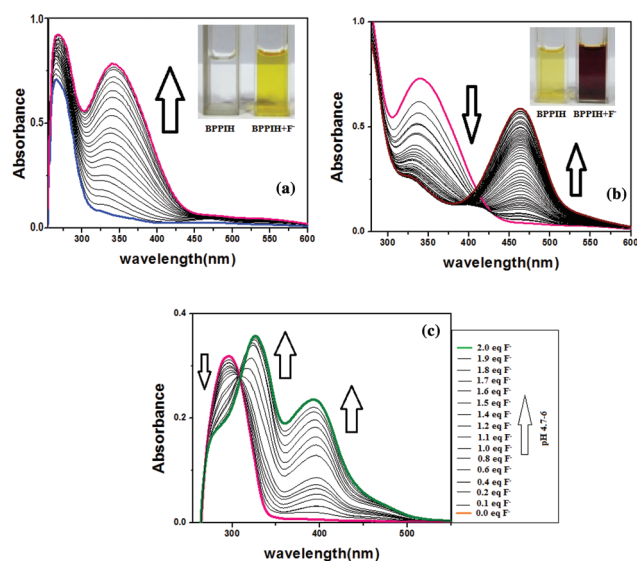 1.0
0.5
0.0
Absorbance
300 350 400 450 500 550 600
wavelength(nm)
BPPIH BPPIH+F-
(a)
1.0
0.5
0.0
Absorbance
300 350 400 450 500 550 600
wavelength(nm)
BPPIH BPPIH+F-
(b)
0.4
0.2
0.0
Absorbance
300 400 500
wavelength(nm)
(c)
2.0 eq F-
1.9 eq F-
1.8 eq F-
1.7 eq F-
1.6 eq F-
1.5 eq F-
1.4 eq F-
1.2 eq F-
1.1 eq F-
1.0 eq F-
0.8 eq F-
0.6 eq F-
0.4 eq F-
0.2 eq F-
0.1 eq F-
0.0 eq F-
pH 4.7-6